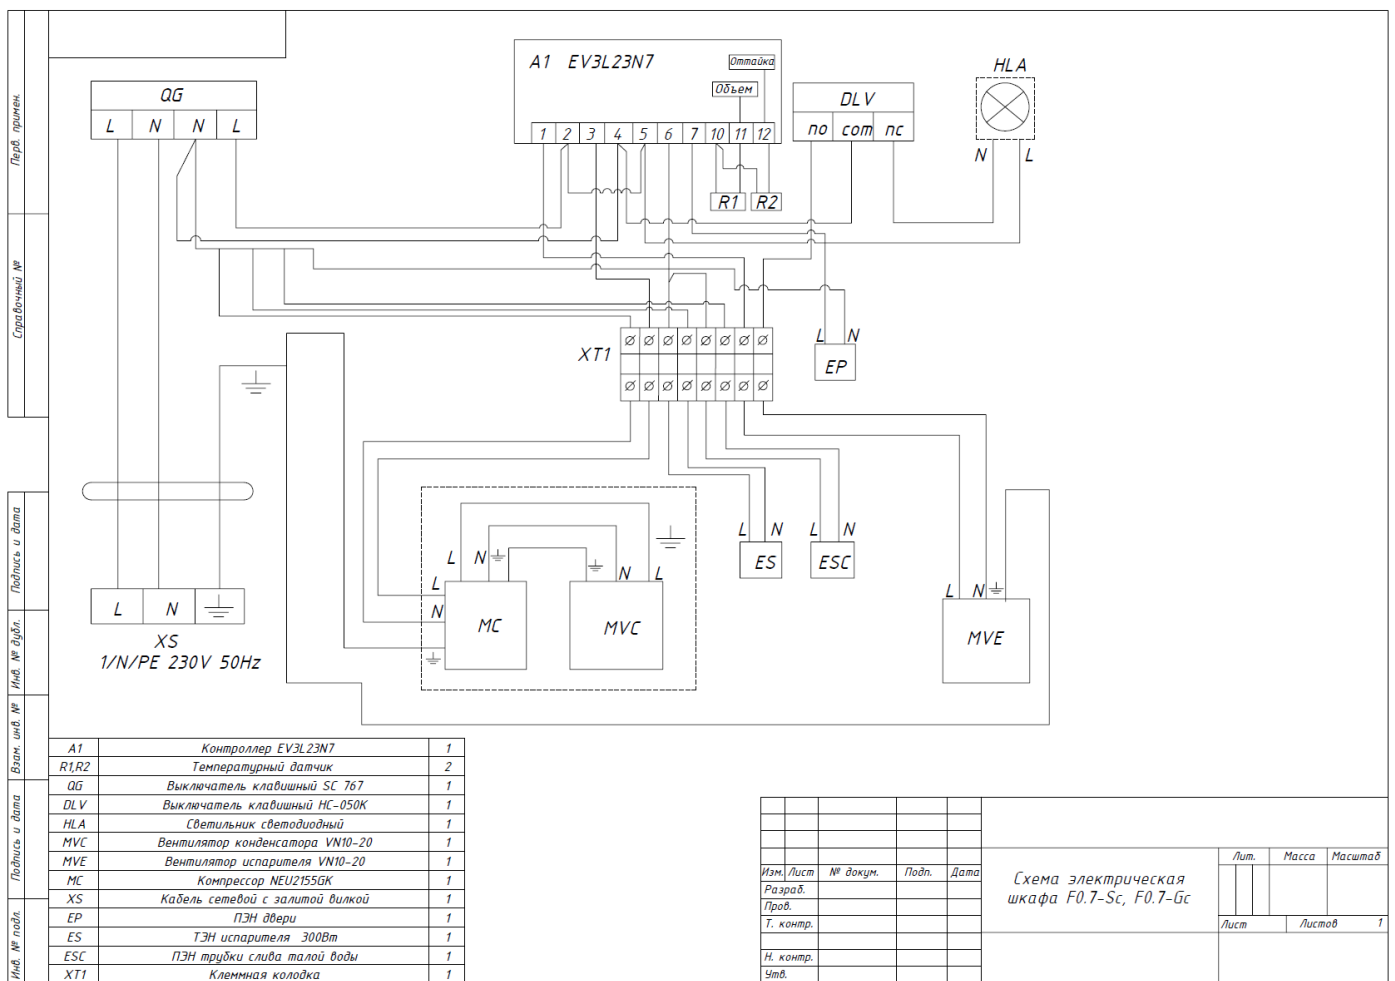 Перв. примен.
Справочный №
Подпись и дата
Инв. № дубл.
Взам. инв. №
Подпись и дата
Инв. № подл.
QG
L N N L
A1 EV3L23N7
Оттайка
Объем
1 2 3 4 5 6 7 10 11 12
R1 R2
DLV
no com nc
HLA
N L
XT1
L N
EP
L N
XS
1/N/PE 230V 50Hz
L N
L
N
MC
N L
MVC
L N
ES
L N
ESC
L N
MVE
A1 Контроллер EV3L23N7 1
R1,R2 Температурный датчик 2
QG Выключатель клавишный SC 767 1
DLV Выключатель клавишный НС-050К 1
HLA Светильник светодиодный 1
MVC Вентилятор конденсатора VN10-20 1
MVE Вентилятор испарителя VN10-20 1
MC Компрессор NEU2155GK 1
XS Кабель сетевой с залитой вилкой 1
EP ПЭН двери 1
ES ТЭН испарителя 300Вт 1
ESC ПЭН трубки слива талой воды 1
XT1 Клеммная колодка 1
Изм. Лист № докум. Подп. Дата
Разраб.
Пров.
Т. контр.
Н. контр.
Утв.
Схема электрическая
шкафа F0.7-Sc, F0.7-Gc
Лит. Масса Масштаб
Лист Листов 1